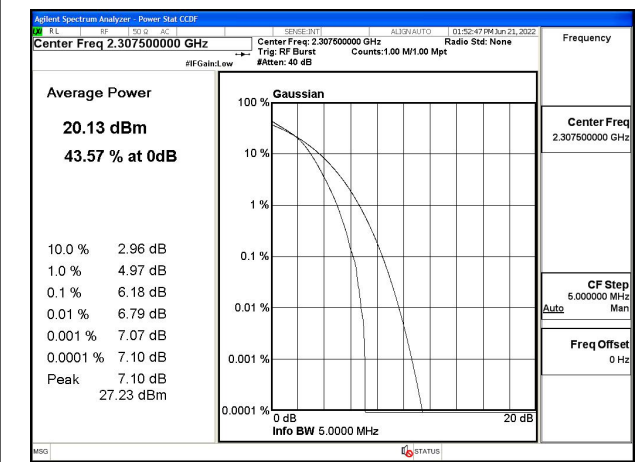 Agilent Spectrum Analyzer - Power Stat CCDF
RL RF 50 Ω AC SENSE:INT ALIGN AUTO 01:52:47 PM Jun 21, 2022
Center Freq 2.307500000 GHz
Center Freq: 2.307500000 GHz Radio Std: None
Trig: RF Burst Counts:1.00 M/1.00 Mpt
#IFGain:Low #Atten: 40 dB
Frequency
Average Power
20.13 dBm
43.57 % at 0dB
10.0 % 2.96 dB
1.0 % 4.97 dB
0.1 % 6.18 dB
0.01 % 6.79 dB
0.001 % 7.07 dB
0.0001 % 7.10 dB
Peak 7.10 dB
27.23 dBm
Gaussian
100 %
10 %
1 %
0.1 %
0.01 %
0.001 %
0.0001 %
0 dB 20 dB
Info BW 5.0000 MHz
Center Freq
2.307500000 GHz
CF Step
5.000000 MHz
Auto Man
Freq Offset
0 Hz
MSG STATUS